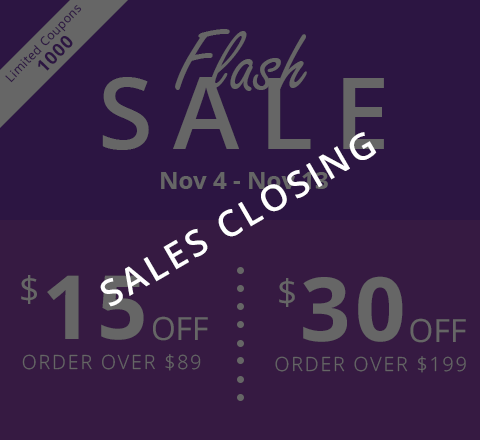 Limited Coupons
1000
Flash
SALE
Nov 4 - Nov 13
SALES CLOSING
$15 OFF
ORDER OVER $89
$30 OFF
ORDER OVER $199